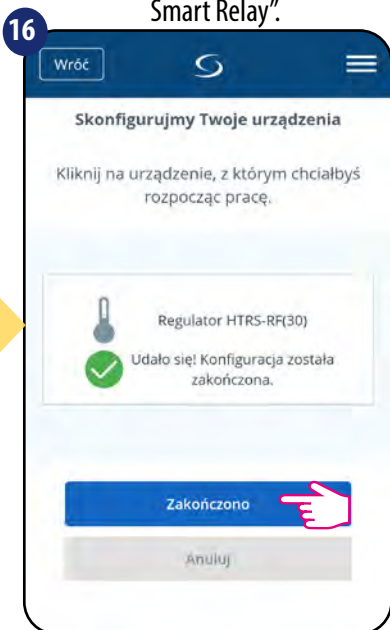 Smart Relay”.
16
Wróć
Skonfigurujmy Twoje urządzenia
Kliknij na urządzenie, z którym chciałbyś
rozpocząc pracę.
Regulator HTRS-RF(30)
Udało się! Konfiguracja została
zakończona.
Zakończono
Anuluj